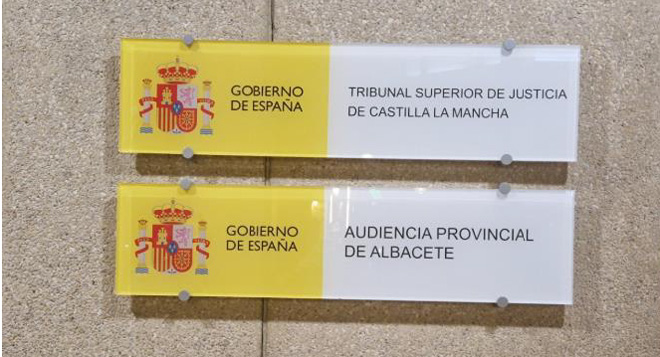 GOBIERNO
DE ESPAÑA
TRIBUNAL SUPERIOR DE JUSTICIA
DE CASTILLA LA MANCHA
GOBIERNO
DE ESPAÑA
AUDIENCIA PROVINCIAL
DE ALBACETE